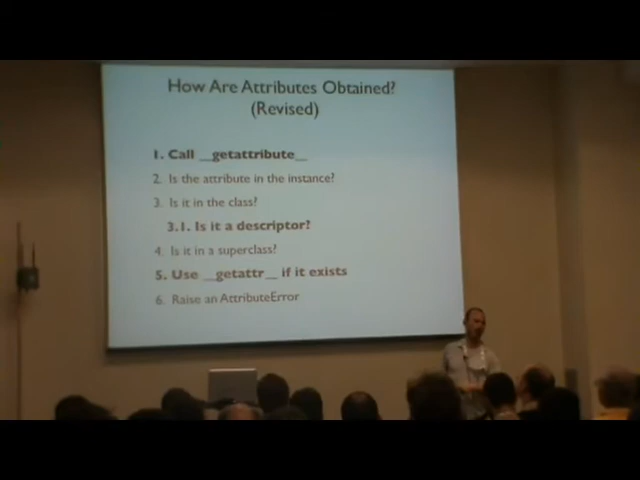 How Are Attributes Obtained?
(Revised)
1. Call __getattribute__
2. Is the attribute in the instance?
3. Is it in the class?
3.1. Is it a descriptor?
4. Is it in a superclass?
5. Use __getattr__ if it exists
6. Raise an AttributeError